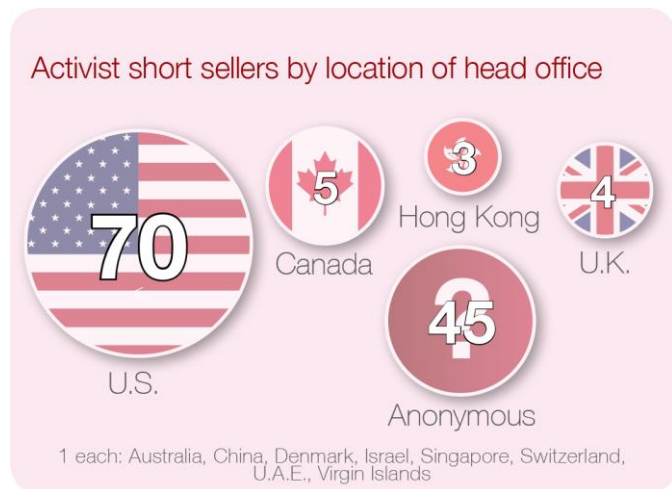 Activist short sellers by location of head office
70
U.S.
5
Canada
3
Hong Kong
4
U.K.
?
45
Anonymous
1 each: Australia, China, Denmark, Israel, Singapore, Switzerland,
U.A.E., Virgin Islands